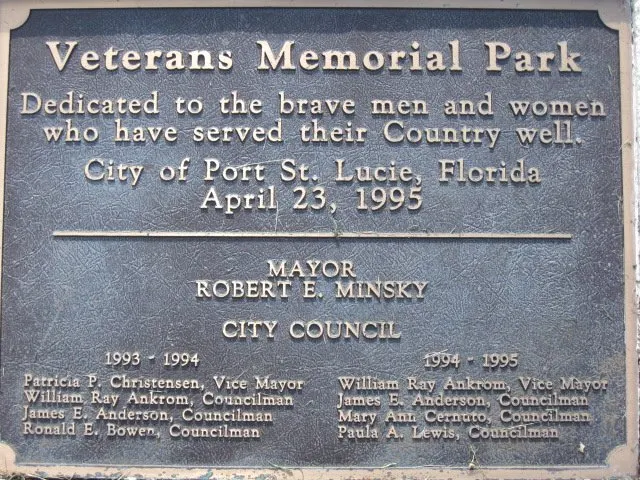 Veterans Memorial Park
Dedicated to the brave men and women
who have served their Country well.
City of Port St. Lucie, Florida
April 23, 1995
MAYOR
ROBERT E. MINSKY
CITY COUNCIL
1993 - 1994
Patricia P. Christensen, Vice Mayor
William Ray Ankrom, Councilman
James E. Anderson, Councilman
Ronald E. Bowen, Councilman
1994 - 1995
William Ray Ankrom, Vice Mayor
James E. Anderson, Councilman
Mary Ann Cernuto, Councilman
Paula A. Lewis, Councilman